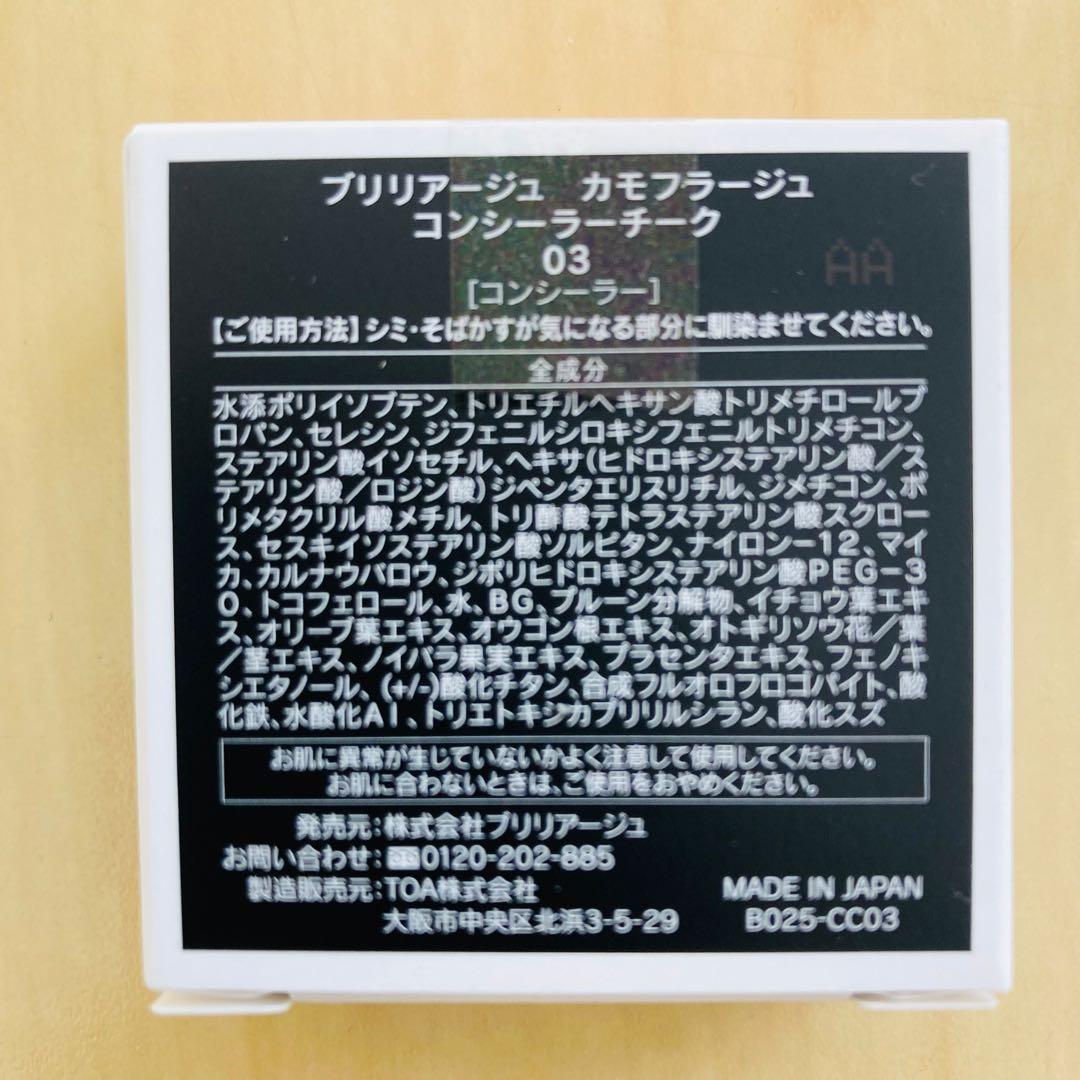 ブリリアージュ カモフラージュ
コンシーラーチーク
03
[コンシーラー]
AA
【ご使用方法】シミ・そばかすが気になる部分に馴染ませてください。
全成分
水添ポリイソブテン、トリエチルヘキサン酸トリメチロールプ
ロパン、セレシン、ジフェニルシロキシフェニルトリメチコン、
ステアリン酸イソセチル、ヘキサ(ヒドロキシステアリン酸/ス
テアリン酸/ロジン酸)ジペンタエリスリチル、ジメチコン、ポ
リメタクリル酸メチル、トリ酢酸テトラステアリン酸スクロー
ス、セスキイソステアリン酸ソルビタン、ナイロン-12、マイ
カ、カルナウバロウ、ジポリヒドロキシステアリン酸PEG-3
0、トコフェロール、水、BG、プルーン分解物、イチョウ葉エキ
ス、オリーブ葉エキス、オウゴン根エキス、オトギリソウ花/葉
/茎エキス、ノイバラ果実エキス、プラセンタエキス、フェノキ
シエタノール、(+/-)酸化チタン、合成フルオロフロゴパイト、酸
化鉄、水酸化Al、トリエトキシカプリリルシラン、酸化スズ
お肌に異常が生じていないかよく注意して使用してください。
お肌に合わないときは、ご使用をおやめください。
発売元:株式会社ブリリアージュ
お問い合わせ:0120-202-885
製造販売元:TOA株式会社
大阪市中央区北浜3-5-29
MADE IN JAPAN
B025-CC03